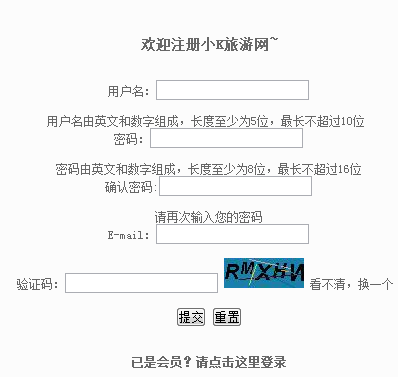 欢迎注册小K旅游网~
用户名:
用户名由英文和数字组成，长度至少为5位，最长不超过10位
密码:
密码由英文和数字组成，长度至少为8位，最长不超过16位
确认密码:
请再次输入您的密码
E-mail:
验证码: RMXHW 看不清，换一个
提交 重置
已是会员？请点击这里登录